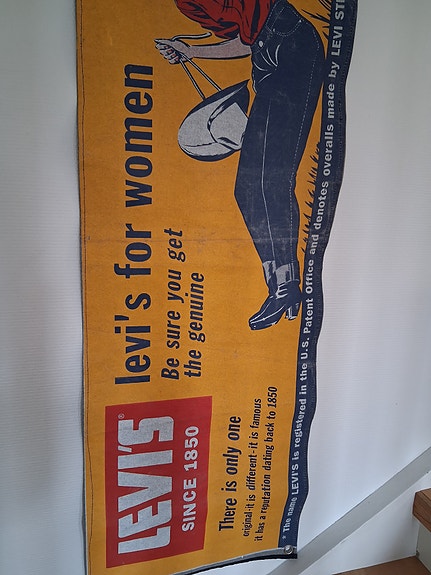 levi's for women
Be sure you get
the genuine
LEVI'S®
SINCE 1850
There is only one
original-it is different-it is famous
it has a reputation dating back to 1850
* The name LEVI'S is registered in the U.S. Patent Office and denotes overalls made by LEVI